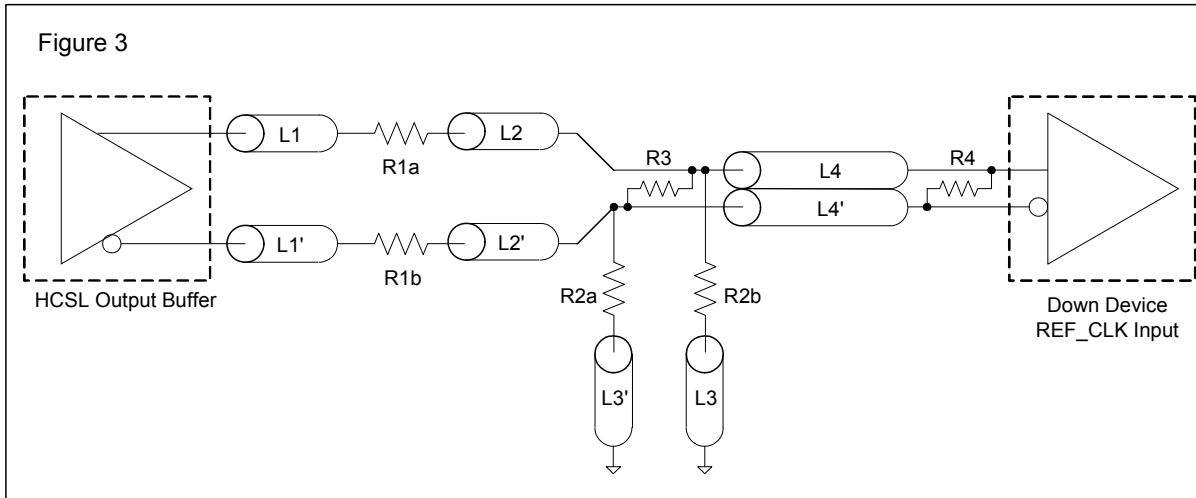 Figure 3
L1
R1a
L2
R3
L4
R4
L1'
R1b
L2'
L4'
HCSL Output Buffer
R2a
R2b
Down Device
REF_CLK Input
L3'
L3